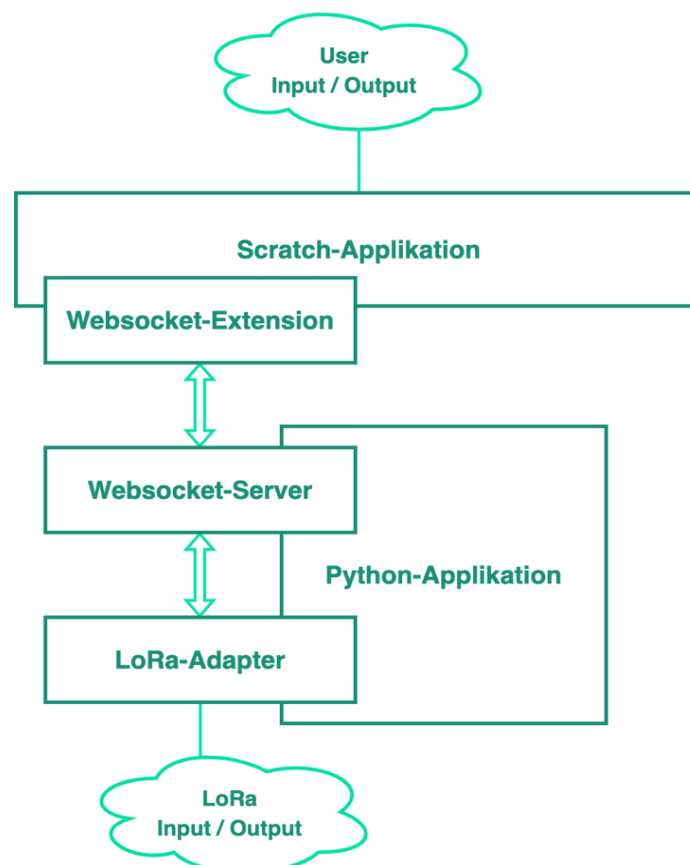 User
Input / Output
Scratch-Applikation
Websocket-Extension
Websocket-Server
Python-Applikation
LoRa-Adapter
LoRa
Input / Output